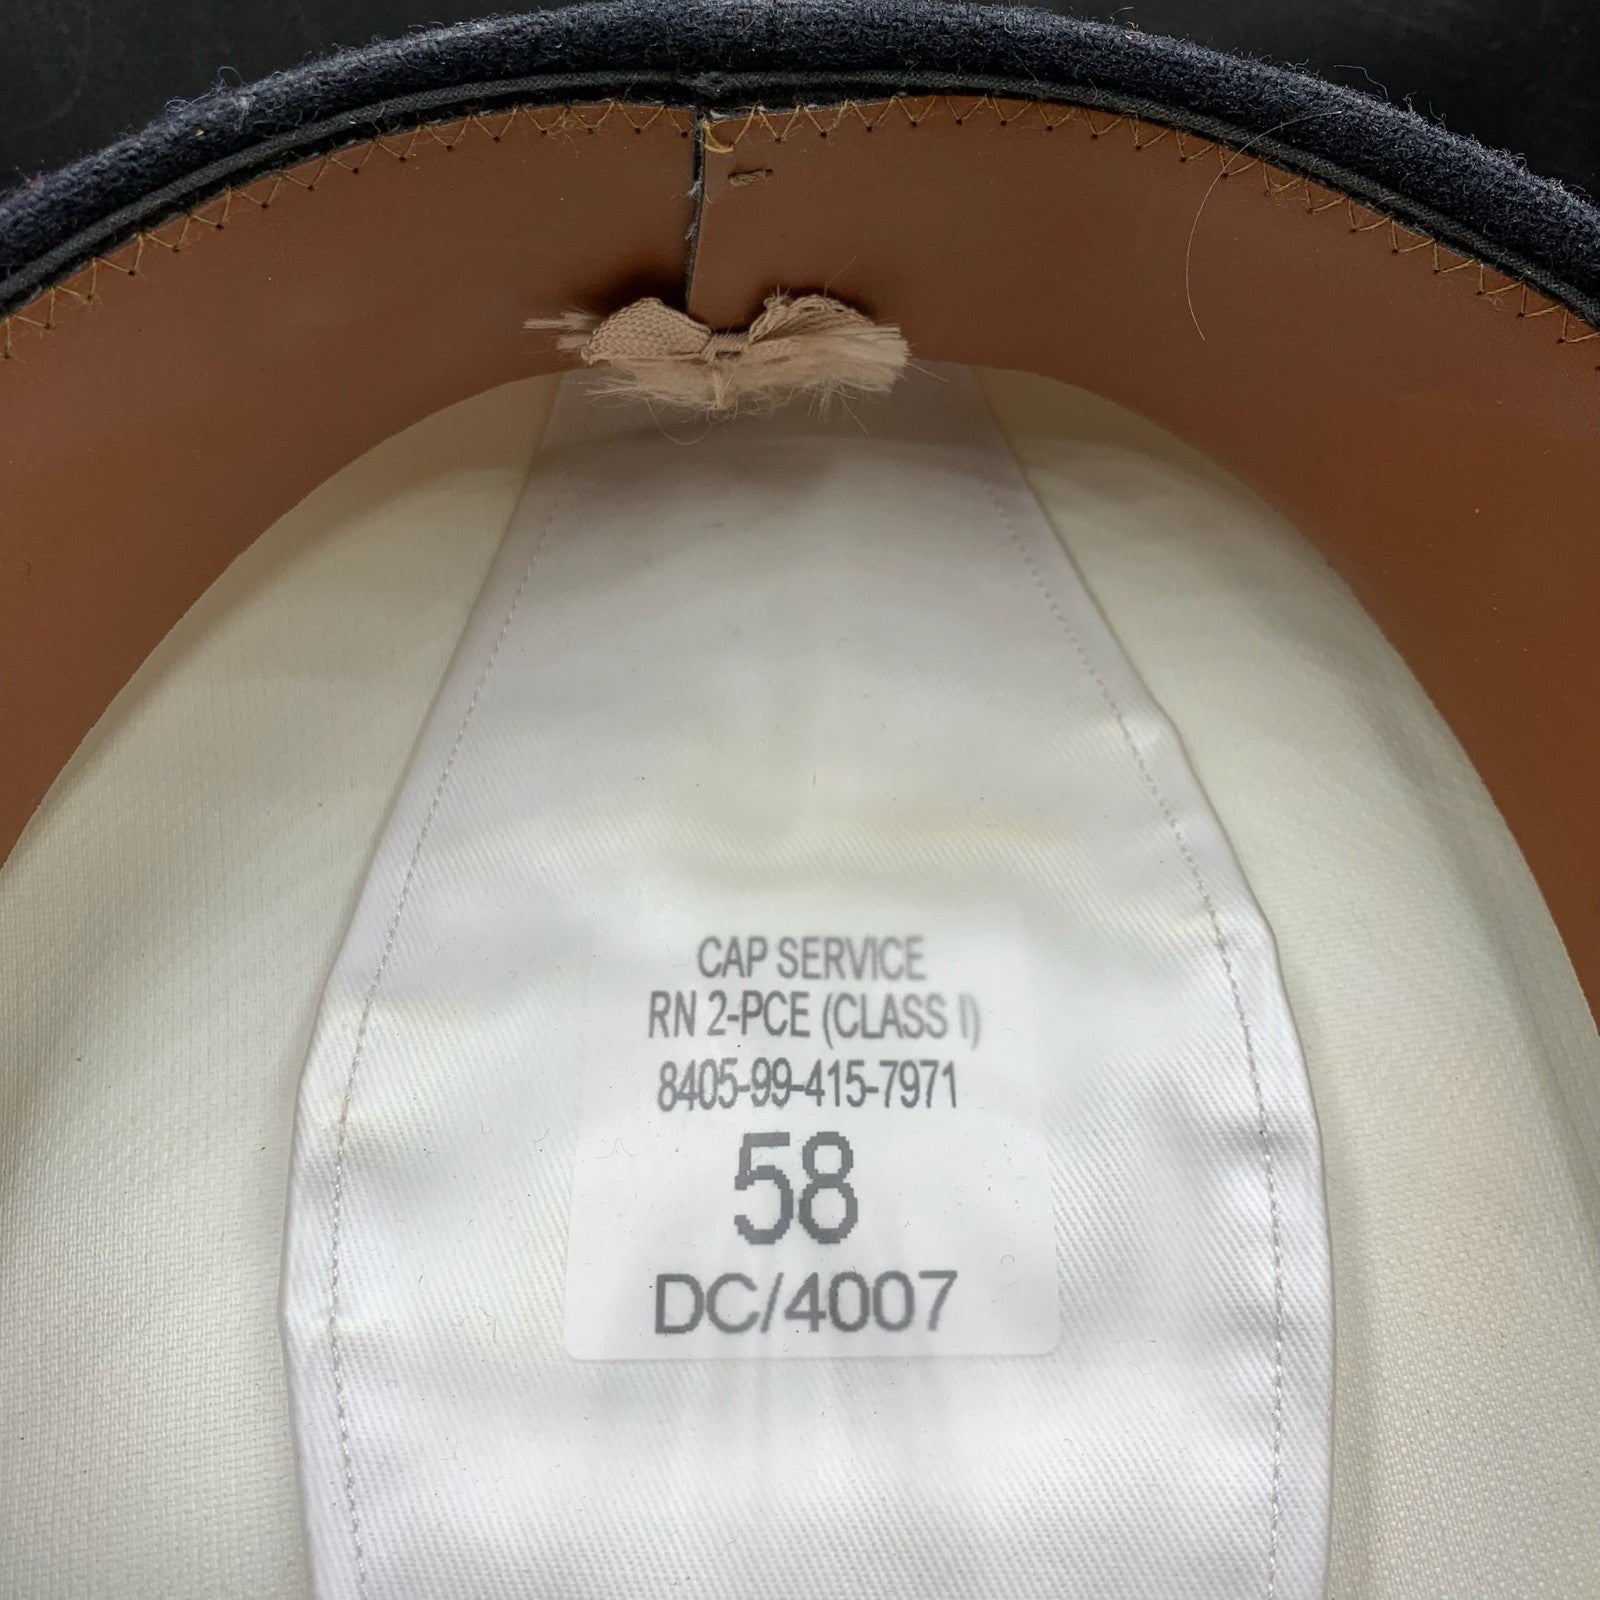 CAP SERVICE
RN 2-PCE (CLASS I)
8405-99-415-7971
58
DC/4007